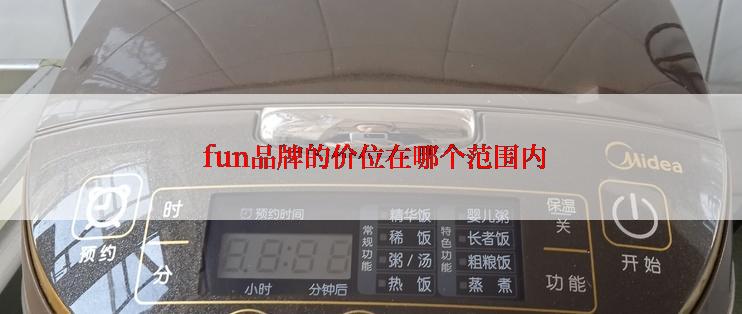 fun品牌的价位在哪个范围内
Midea
时
预约时间
精华饭
婴儿粥
保温
关
预约
常规功能
稀 饭
特色功能
长者饭
开始
分
粥/汤
粗粮饭
功能
小时
分钟后
热 饭
蒸 煮